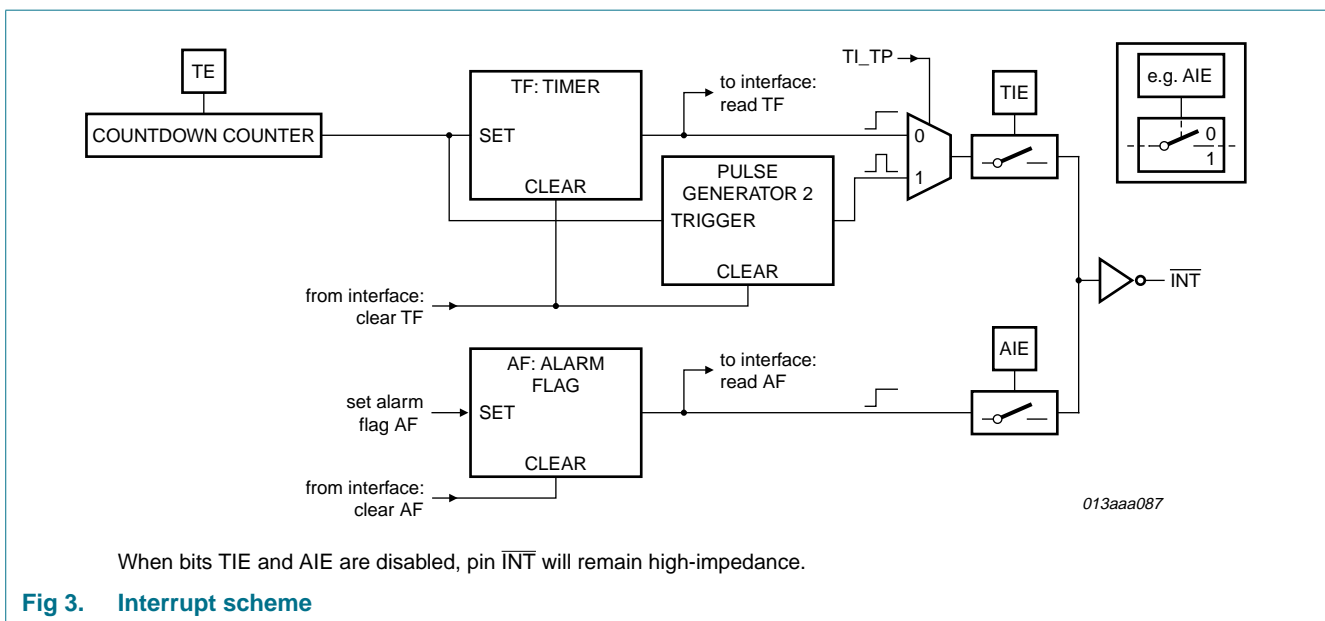 TE
COUNTDOWN COUNTER
TF: TIMER
SET
CLEAR
to interface:
read TF
TI_TP
0
1
PULSE
GENERATOR 2
TRIGGER
CLEAR
from interface:
clear TF
TIE
e.g. AIE
0
1
INT
AF: ALARM
FLAG
SET
CLEAR
to interface:
read AF
set alarm
flag AF
from interface:
clear AF
AIE
013aaa087
When bits TIE and AIE are disabled, pin INT will remain high-impedance.
Fig 3. Interrupt scheme